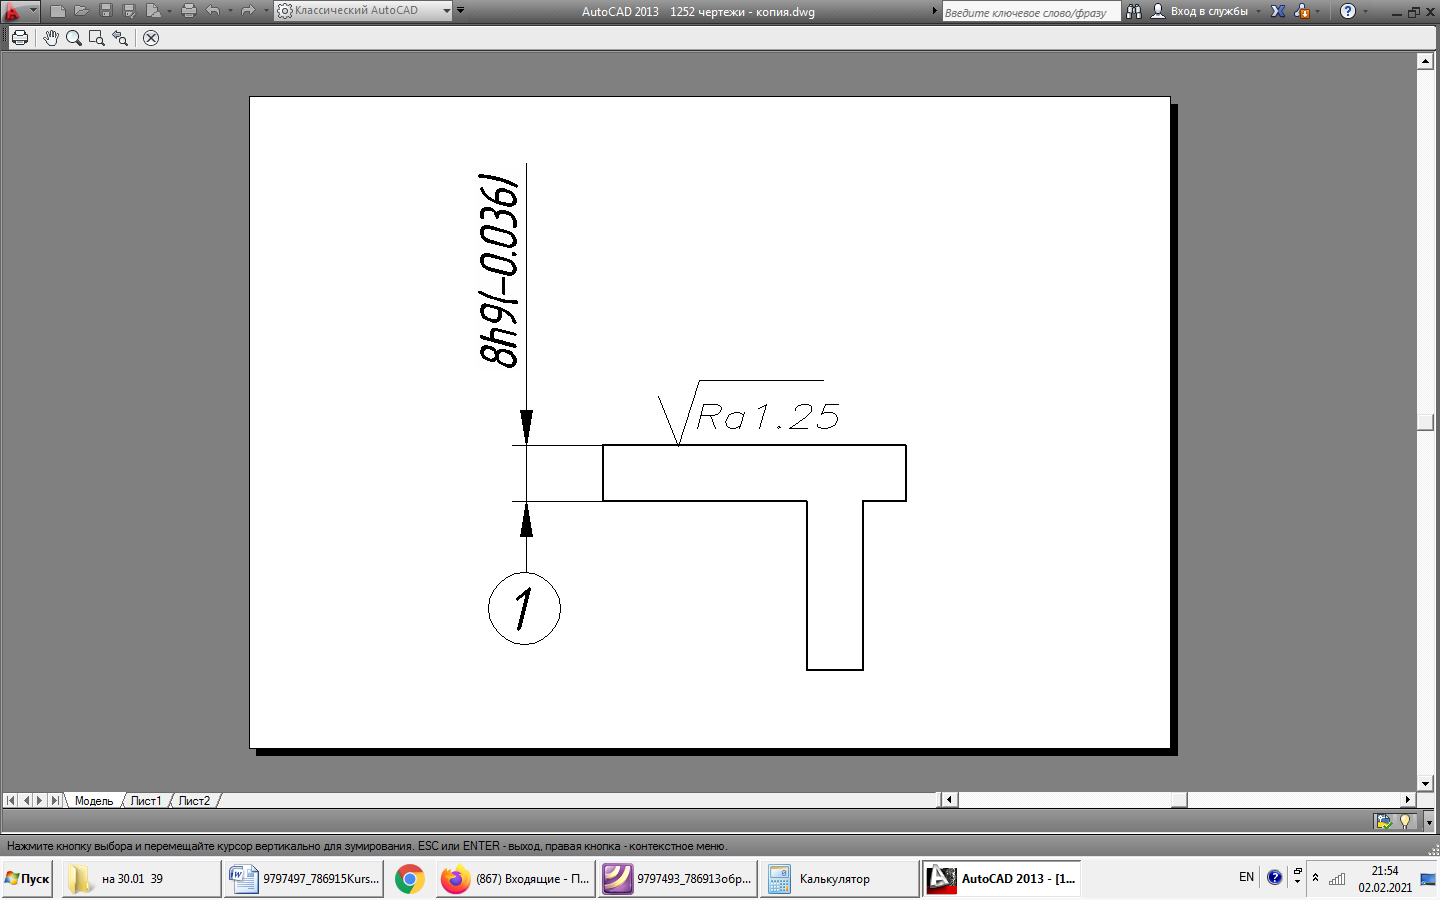 Классический AutoCAD
AutoCAD 2013 1252 чертежи - копия.dwg
Введите ключевое слово/фразу
Вход в службы
8h9(-0.036)
Ra1.25
1
Модель
Лист1
Лист2
Нажмите кнопку выбора и перемещайте курсор вертикально для зумирования. ESC или ENTER - выход, правая кнопка - контекстное меню.
Пуск
на 30.01 39
9797497_786915Kurs...
(867) Входящие - П...
9797493_786913обр...
Калькулятор
AutoCAD 2013 - [1...
EN
21:54
02.02.2021